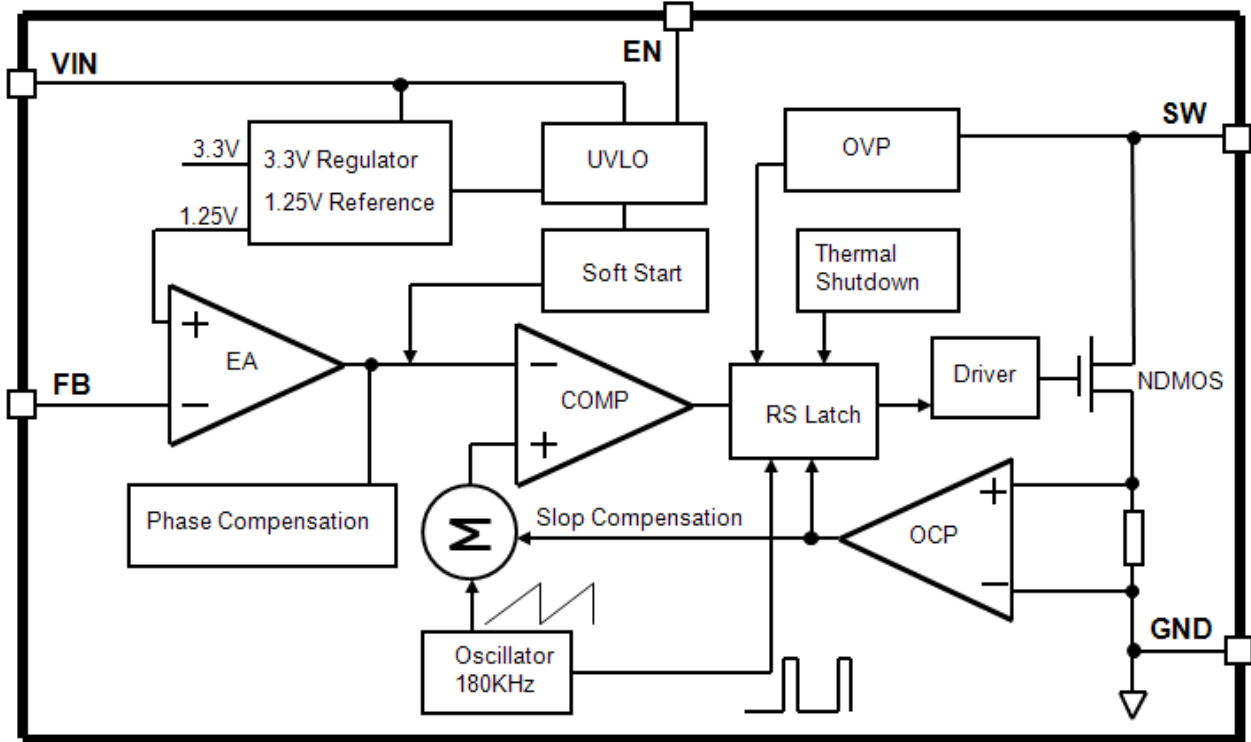 EN
VIN
SW
3.3V
3.3V Regulator
1.25V Reference
UVLO
OVP
1.25V
Soft Start
Thermal
Shutdown
+
EA
−
FB
−
COMP
+
RS Latch
Driver
NDMOS
Phase Compensation
Σ
Slop Compensation
+
OCP
−
GND
Oscillator
180KHz